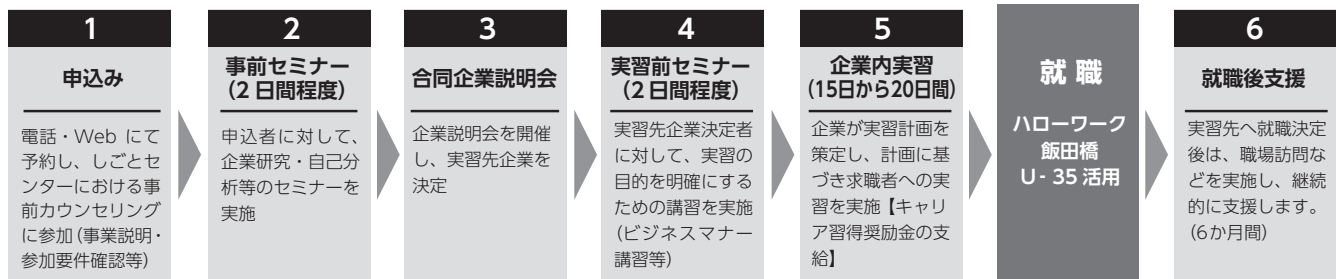 1
申込み
電話・Web にて
予約し、しごとセ
ンターにおける事
前カウンセリング
に参加(事業説明・
参加要件確認等)
2
事前セミナー
(2日間程度)
申込者に対して、
企業研究・自己分
析等のセミナーを
実施
3
合同企業説明会
企業説明会を開催
し、実習先企業を
決定
4
実習前セミナー
(2日間程度)
実習先企業決定者
に対して、実習の
目的を明確にする
ための講習を実施
(ビジネスマナー
講習等)
5
企業内実習
(15日から20日間)
企業が実習計画を
策定し、計画に基
づき求職者への実
習を実施【キャリ
ア習得奨励金の支
給】
就 職
ハローワーク
飯田橋
U-35 活用
6
就職後支援
実習先へ就職決定
後は、職場訪問な
どを実施し、継続
的に支援します。
(6か月間)